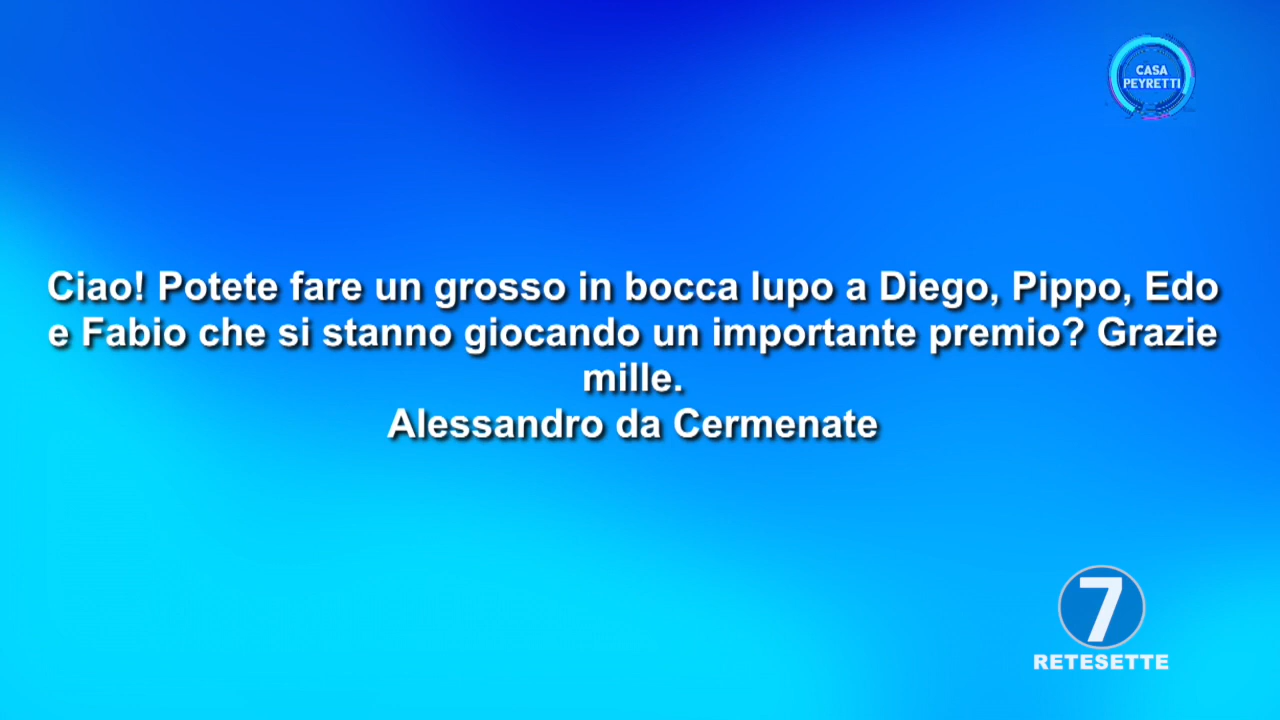 CASA
PEYRETTI
Ciao! Potete fare un grosso in bocca lupo a Diego, Pippo, Edo
e Fabio che si stanno giocando un importante premio? Grazie
mille.
Alessandro da Cermenate
7
RETESETTE